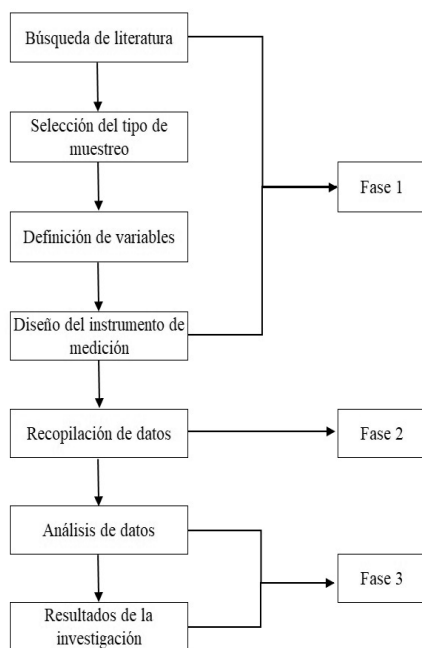 Búsqueda de literatura
Selección del tipo de
muestreo
Fase 1
Definición de variables
Diseño del instrumento de
medición
Recopilación de datos
Fase 2
Análisis de datos
Fase 3
Resultados de la
investigación